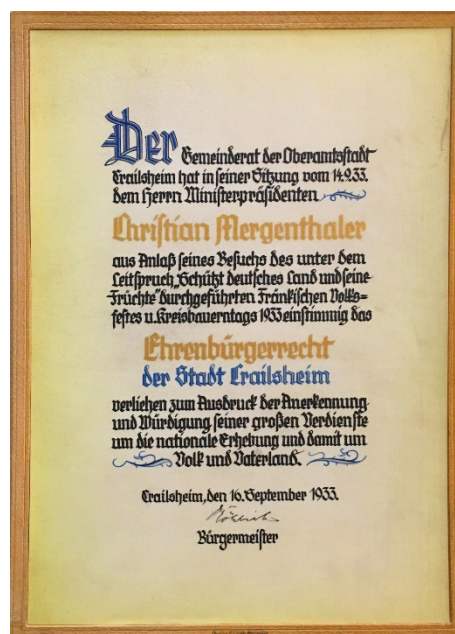 Der Gemeinderat der Oberamtsstadt
Crailsheim hat in seiner Sitzung vom 14.9.33.
dem Herrn Ministerpräsidenten
Christian Mergenthaler
aus Anlaß seines Besuchs des unter dem
Leitspruch „Schützt deutsches Land und seine
Früchte" durchgeführten Fränkischen Volks=
festes u. Kreisbauerntags 1933 einstimmig das
Ehrenbürgerrecht
der Stadt Crailsheim
verliehen zum Ausdruck der Anerkennung
und Würdigung seiner großen Verdienste
um die nationale Erhebung und damit um
Volk und Vaterland.
Crailsheim, den 16. September 1933.
Bürgermeister